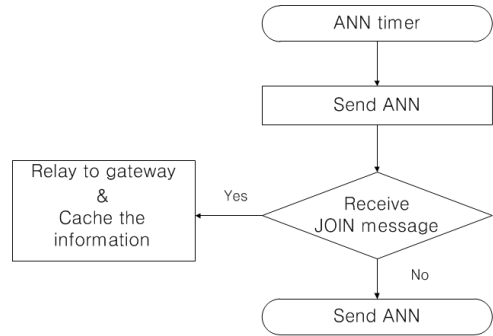 ANN timer
Send ANN
Relay to gateway
&
Cache the
information
Yes
Receive
JOIN message
No
Send ANN